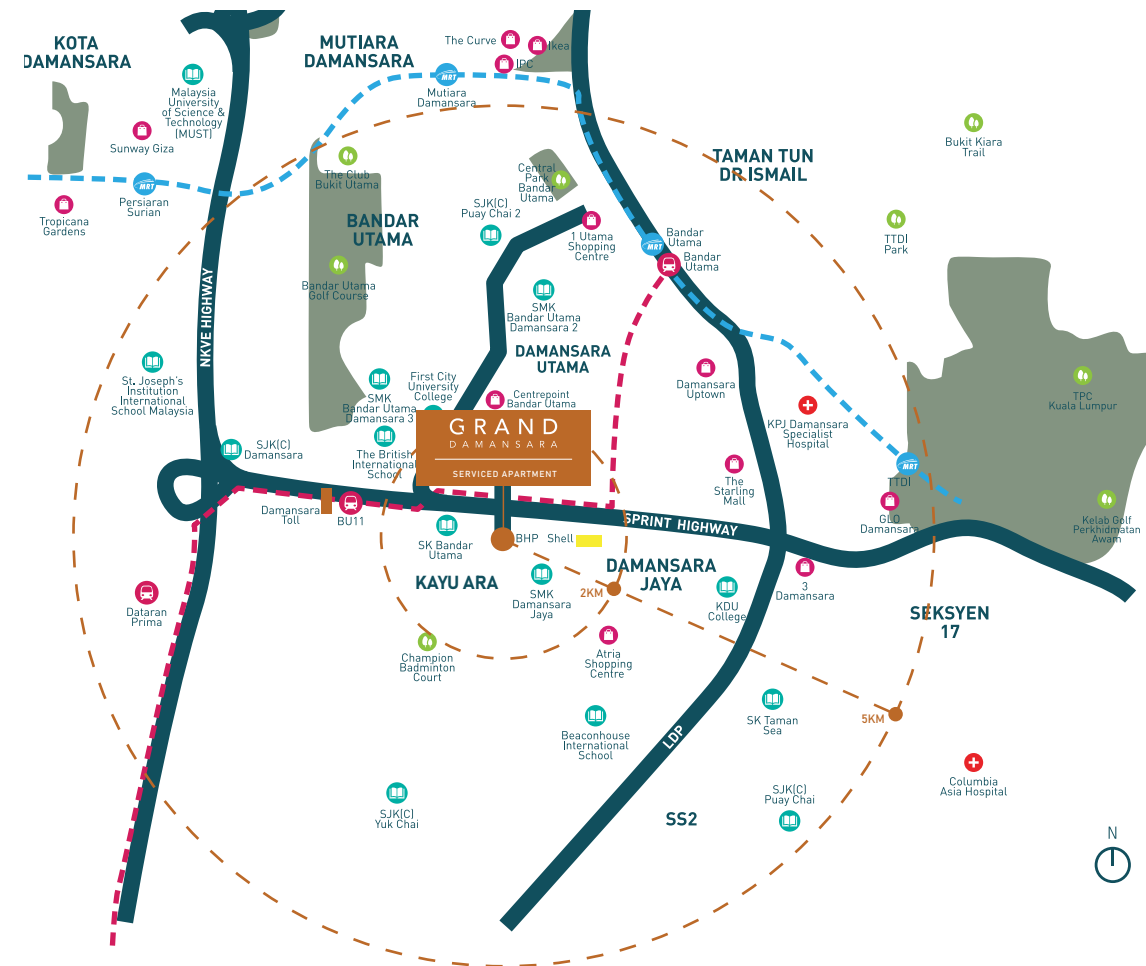 KOTA
DAMANSARA
MUTIARA
DAMANSARA
The Curve
Ikea
IPC
MRT
Mutiara
Damansara
Malaysia
University
of Science &
Technology
(MUST)
Sunway Giza
MRT
Persiaran
Surian
Tropicana
Gardens
The Club
Bukit Utama
Central
Park
Bandar
Utama
TAMAN TUN
DR.ISMAIL
Bukit Kiara
Trail
SJK(C)
Puay Chai 2
BANDAR
UTAMA
1 Utama
Shopping
Centre
MRT
Bandar
Utama
Bandar
Utama
TTDI
Park
Bandar Utama
Golf Course
SMK
Bandar Utama
Damansara 2
NKVE HIGHWAY
DAMANSARA
UTAMA
St. Joseph's
Institution
International
School Malaysia
SMK
Bandar Utama
Damansara 3
First City
University
College
Centrepoint
Bandar Utama
Damansara
Uptown
TPC
Kuala Lumpur
KPJ Damansara
Specialist
Hospital
GRAND
DAMANSARA
SERVICED APARTMENT
SJK(C)
Damansara
The British
International
School
The
Starling
Mall
MRT
TTDI
Damansara
Toll
BU11
GLO
Damansara
Kelab Golf
Perkhidmatan
Awam
SPRINT HIGHWAY
SK Bandar
Utama
BHP
Shell
KAYU ARA
SMK
Damansara
Jaya
DAMANSARA
JAYA
2KM
KDU
College
3
Damansara
Dataran
Prima
SEKSYEN
17
Champion
Badminton
Court
Atria
Shopping
Centre
Beaconhouse
International
School
LDP
SK Taman
Sea
5KM
SJK(C)
Yuk Chai
SS2
SJK(C)
Puay Chai
Columbia
Asia Hospital
N